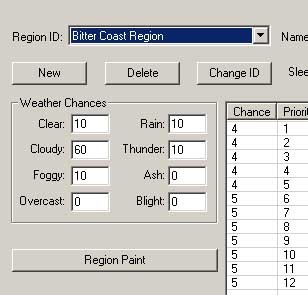 Region ID: Bitter Coast Region Name
New Delete Change ID Slee
Weather Chances
Clear: 10 Rain: 10
Cloudy: 60 Thunder: 10
Foggy: 10 Ash: 0
Overcast: 0 Blight: 0
Region Paint
Chance Priorit
4 1
4 2
4 3
4 4
4 5
5 6
5 7
5 8
5 9
5 10
5 11
5 12